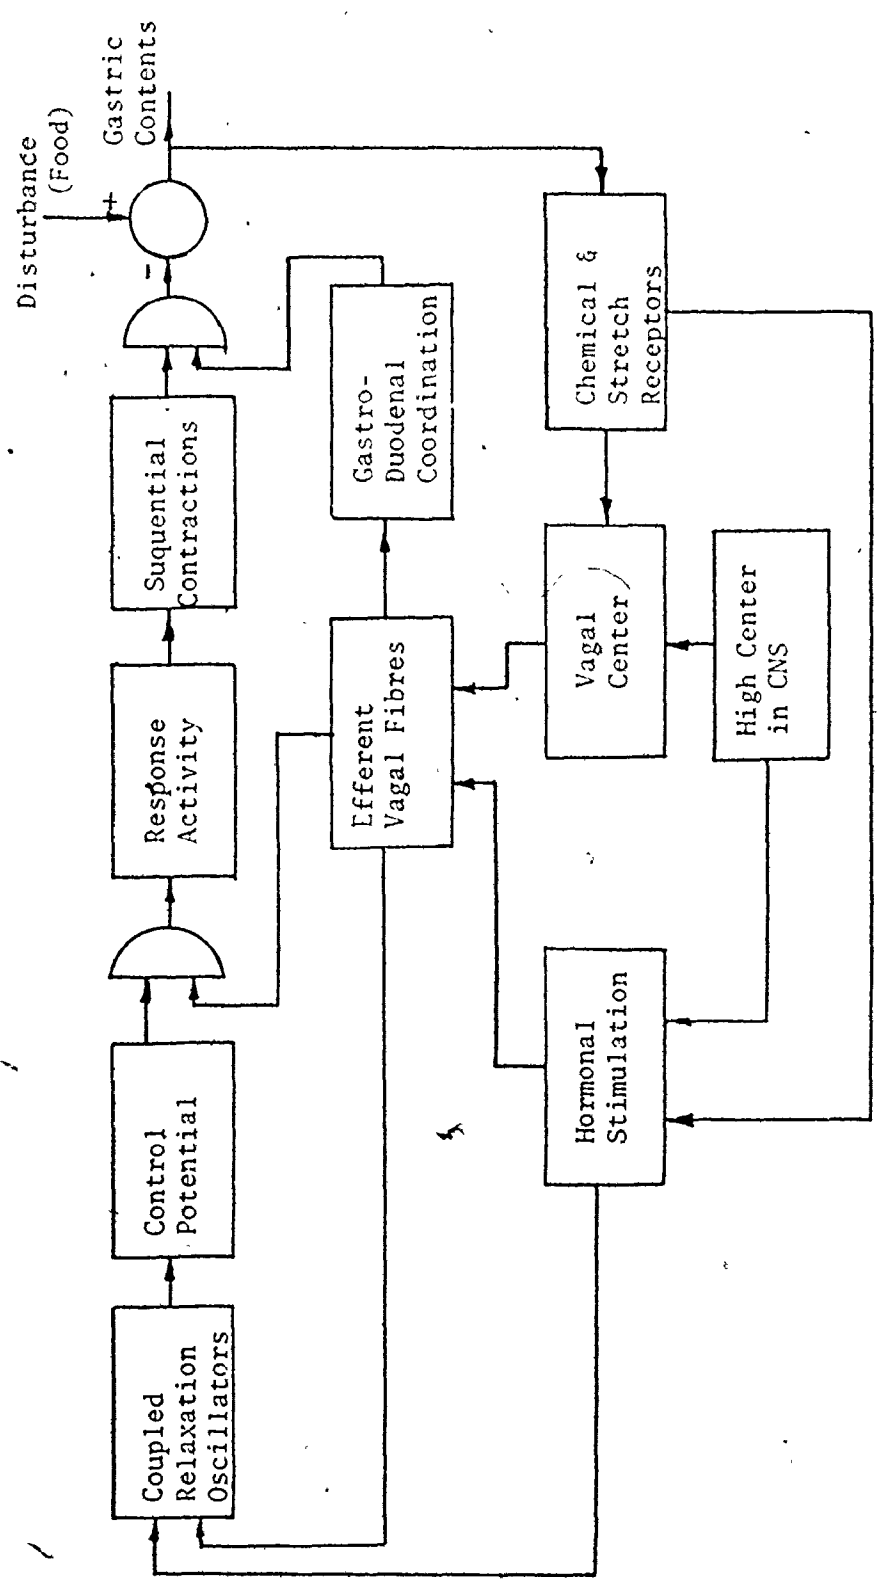 Disturbance
(Food)
Gastric
Contents
+
-
Coupled
Relaxation
Oscillators
Control
Potential
Response
Activity
Suquential
Contractions
Efferent
Vagal Fibres
Gastro-
Duodenal
Coordination
Hormonal
Stimulation
Vagal
Center
Chemical &
Stretch
Receptors
High Center
in CNS